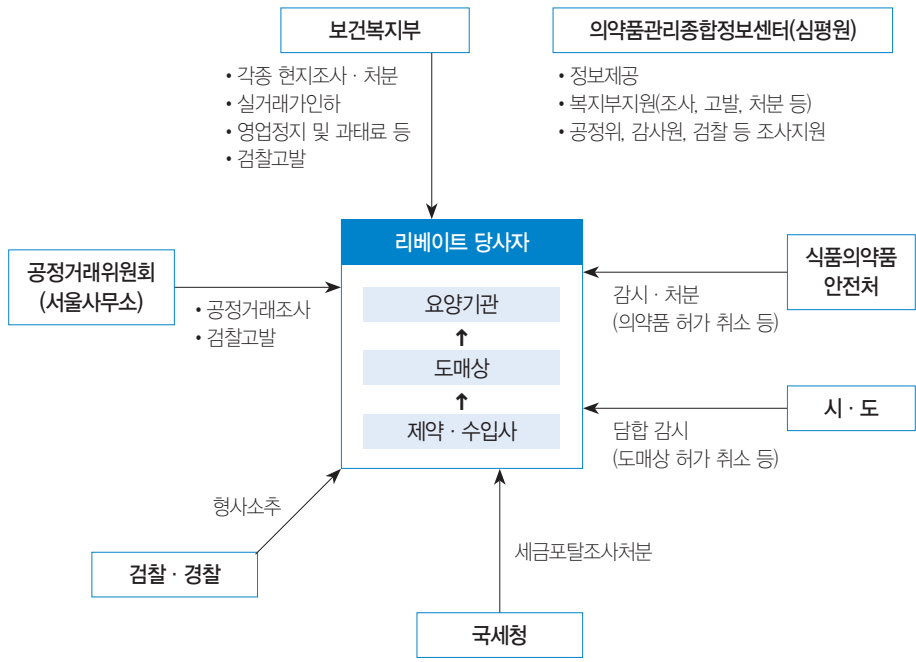 보건복지부
• 각종 현지조사 · 처분
• 실거래가인하
• 영업정지 및 과태료 등
• 검찰고발
의약품관리종합정보센터(심평원)
• 정보제공
• 복지부지원(조사, 고발, 처분 등)
• 공정위, 감사원, 검찰 등 조사지원
공정거래위원회
(서울사무소)
• 공정거래조사
• 검찰고발
리베이트 당사자
요양기관
도매상
제약 · 수입사
식품의약품
안전처
감시 · 처분
(의약품 허가 취소 등)
시 · 도
담합 감시
(도매상 허가 취소 등)
형사소추
검찰 · 경찰
세금포탈조사처분
국세청